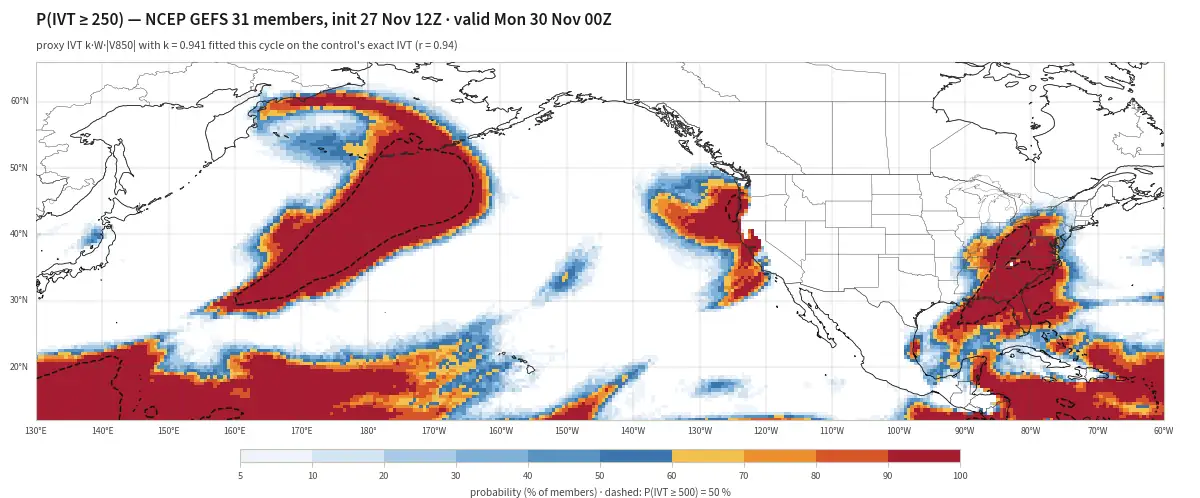 P(IVT ≥ 250) — NCEP GEFS 31 members, init 27 Nov 12Z · valid Mon 30 Nov 00Z
proxy IVT k·W·|V850| with k = 0.941 fitted this cycle on the control's exact IVT (r = 0.94)
60°N
50°N
40°N
30°N
20°N
130°E 140°E 150°E 160°E 170°E 180° 170°W 160°W 150°W 140°W 130°W 120°W 110°W 100°W 90°W 80°W 70°W 60°W
5 10 20 30 40 50 60 70 80 90 100
probability (% of members) · dashed: P(IVT ≥ 500) = 50 %